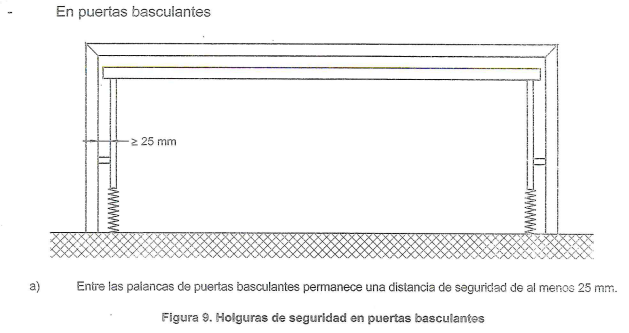 - En puertas basculantes
≥ 25 mm
a) Entre las palancas de puertas basculantes permanece una distancia de seguridad de al menos 25 mm.
Figura 9. Holguras de seguridad en puertas basculantes